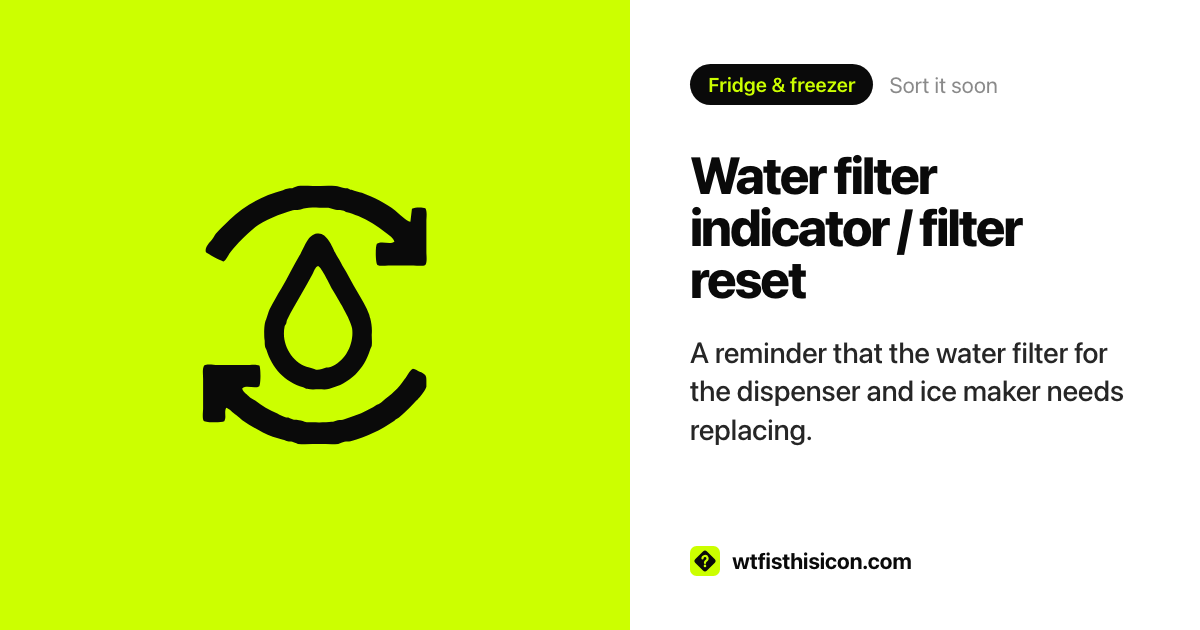 Fridge & freezer
Sort it soon
Water filter
indicator / filter
reset
A reminder that the water filter for
the dispenser and ice maker needs
replacing.
?
wtfisthisicon.com